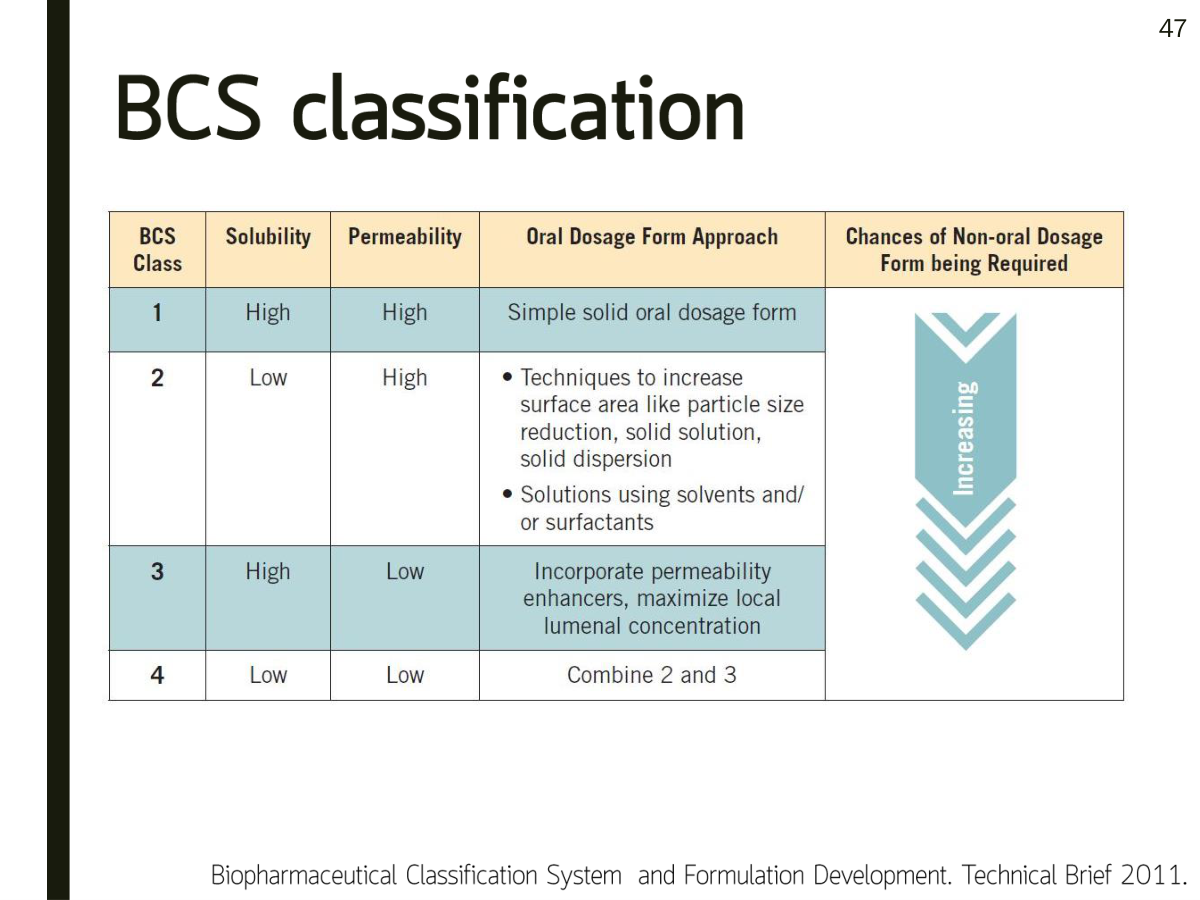 47
BCS classification
BCS Class
Solubility
Permeability
Oral Dosage Form Approach
Chances of Non-oral Dosage
Form being Required
1
High
High
Simple solid oral dosage form
2
Low
High
• Techniques to increase
surface area like particle size
reduction, solid solution,
solid dispersion
• Solutions using solvents and/
or surfactants
3
High
Low
Incorporate permeability
enhancers, maximize local
lumenal concentration
4
Low
Low
Combine 2 and 3
Increasing
Biopharmaceutical Classification System and Formulation Development. Technical Brief 2011.